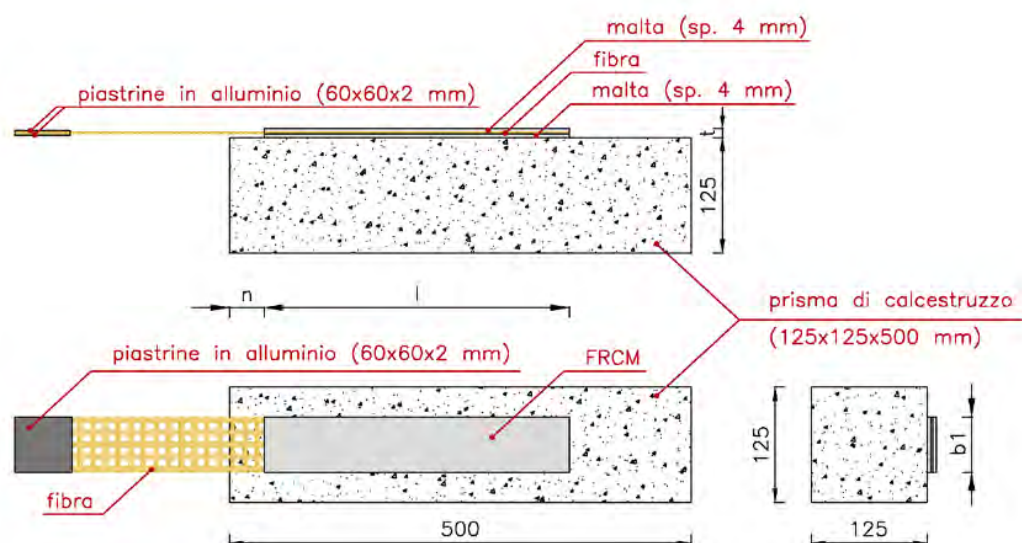 malta (sp. 4 mm)
fibra
piastrine in alluminio (60x60x2 mm)
malta (sp. 4 mm)
t
125
n
l
prisma di calcestruzzo
(125x125x500 mm)
piastrine in alluminio (60x60x2 mm)
FRCM
125
b1
fibra
500
125